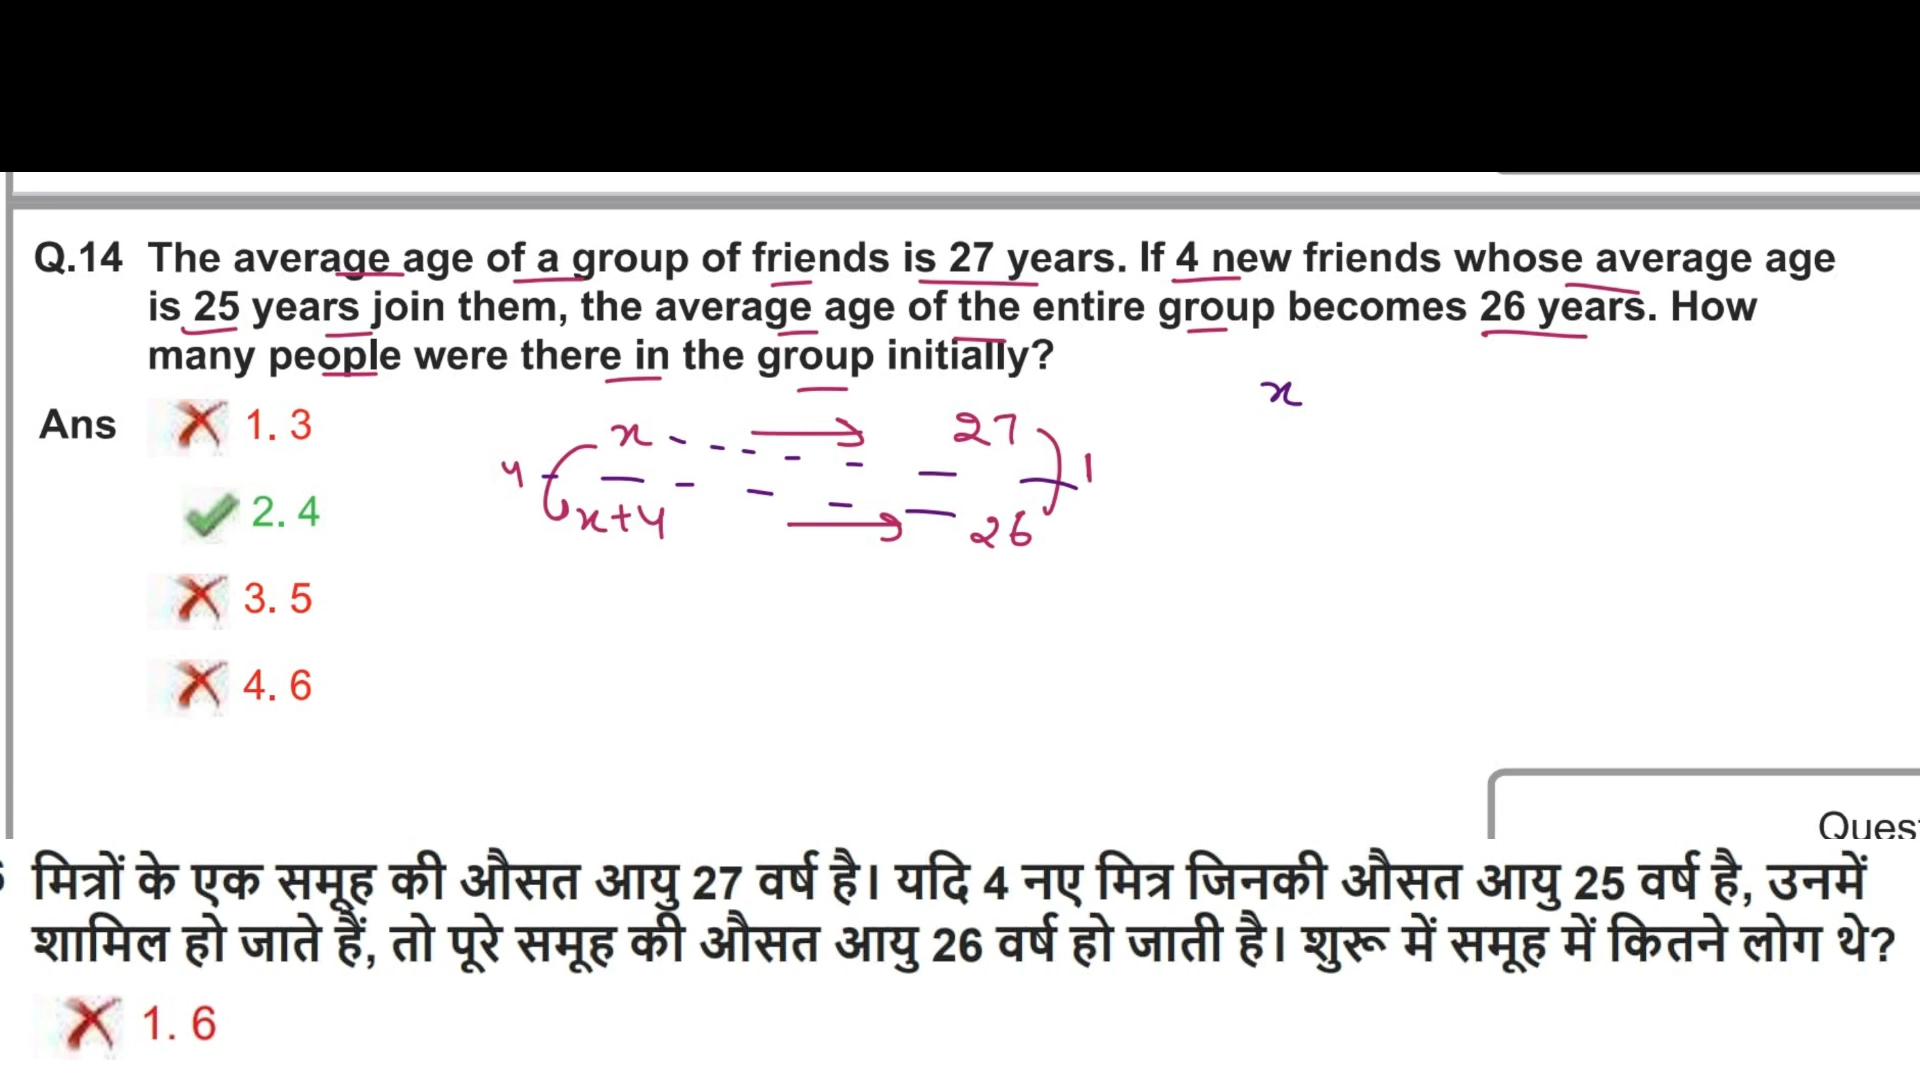 Q.14 The average age of a group of friends is 27 years. If 4 new friends whose average age
is 25 years join them, the average age of the entire group becomes 26 years. How
many people were there in the group initially?
x
Ans 1. 3
x 27
4 1
2. 4
x+4 26
3. 5
4. 6
Quest
मित्रों के एक समूह की औसत आयु 27 वर्ष है। यदि 4 नए मित्र जिनकी औसत आयु 25 वर्ष है, उनमें
शामिल हो जाते हैं, तो पूरे समूह की औसत आयु 26 वर्ष हो जाती है। शुरू में समूह में कितने लोग थे?
1. 6